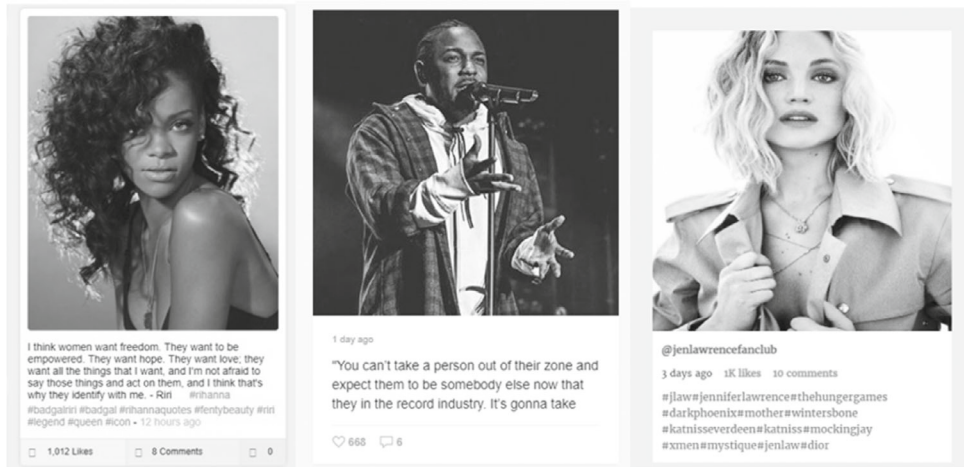 I think women want freedom. They want to be
empowered. They want hope. They want love; they
want all the things that I want, and I'm not afraid to
say those things and act on them, and I think that's
why they identify with me. - Riri #rihanna
#badgalriri #badgal #rihannaquotes #fentybeauty #riri
#legend #queen #icon - 12 hours ago
1,012 Likes
8 Comments
0
1 day ago
"You can't take a person out of their zone and
expect them to be somebody else now that
they in the record industry. It's gonna take
668
6
@jenlawrencefanclub
3 days ago 1K likes 10 comments
#jlaw#jenniferlawrence#thehungergames
#darkphoenix#mother#wintersbone
#katnisseverdeen#katniss#mockingjay
#xmen#mystique#jenlaw#dior